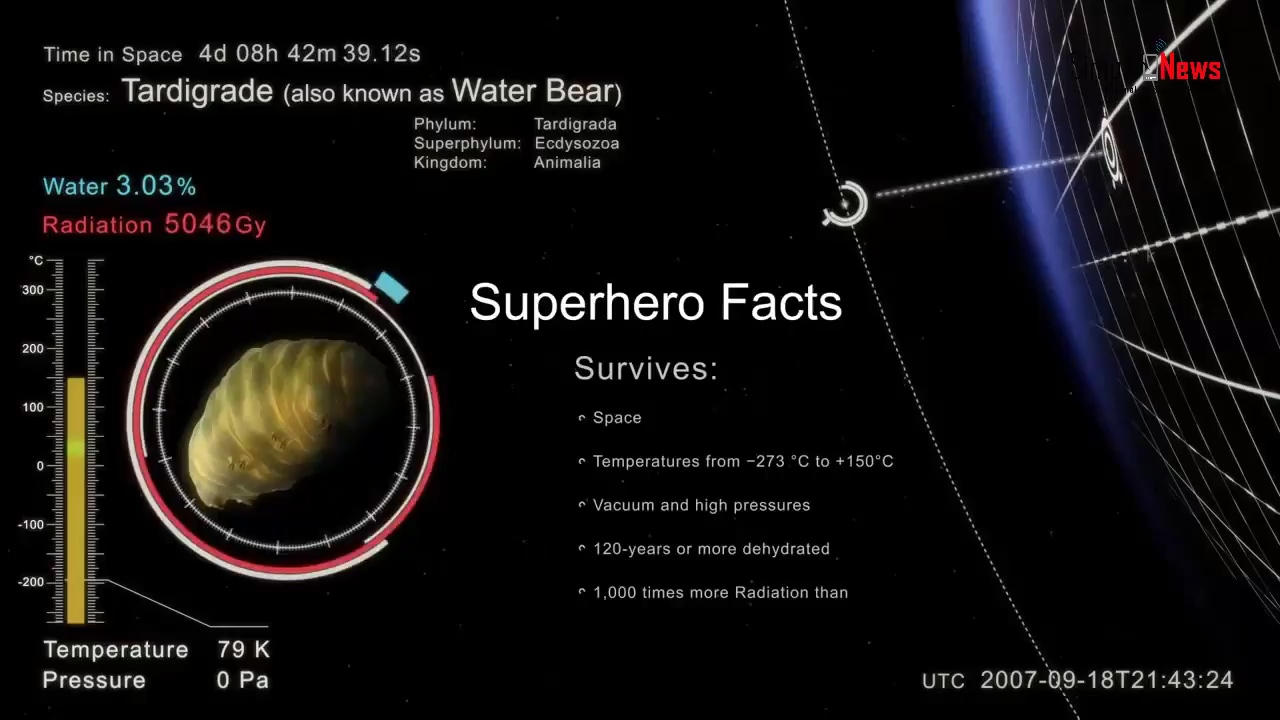 Time in Space 4d 08h 42m 39.12s
News
Species: Tardigrade (also known as Water Bear)
Phylum: Tardigrada
Superphylum: Ecdysozoa
Kingdom: Animalia
Water 3.03%
Radiation 5046Gy
°C
300
200
100
0
-100
-200
Superhero Facts
Survives:
Space
Temperatures from −273 °C to +150°C
Vacuum and high pressures
120-years or more dehydrated
1,000 times more Radiation than
Temperature 79 K
Pressure 0 Pa
UTC 2007-09-18T21:43:24